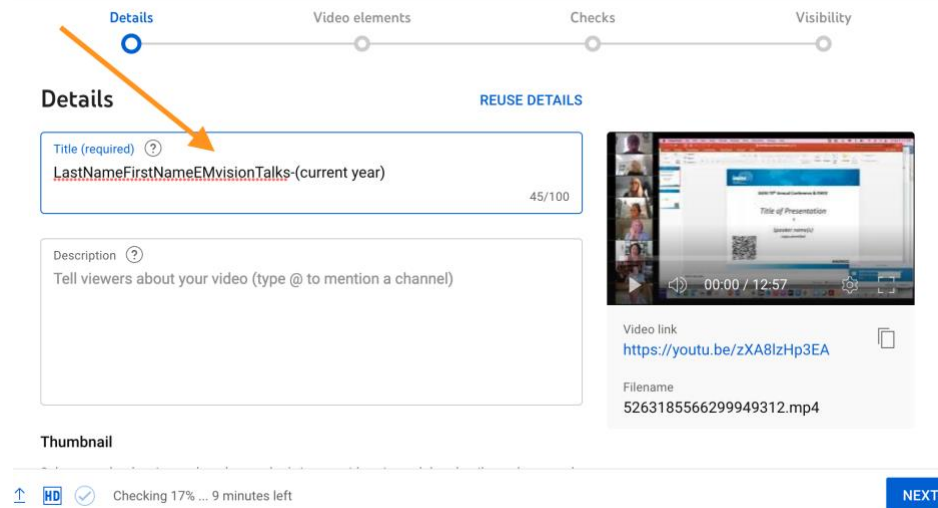 Details
Video elements
Checks
Visibility
Details
REUSE DETAILS
Title (required) ?
LastNameFirstNameEMvisionTalks-(current year)
45/100
Description ?
Tell viewers about your video (type @ to mention a channel)
Title of Presentation
00:00 / 12:57
Video link
https://youtu.be/zXA8lzHp3EA
Filename
5263185566299949312.mp4
Thumbnail
HD
Checking 17% ... 9 minutes left
NEXT